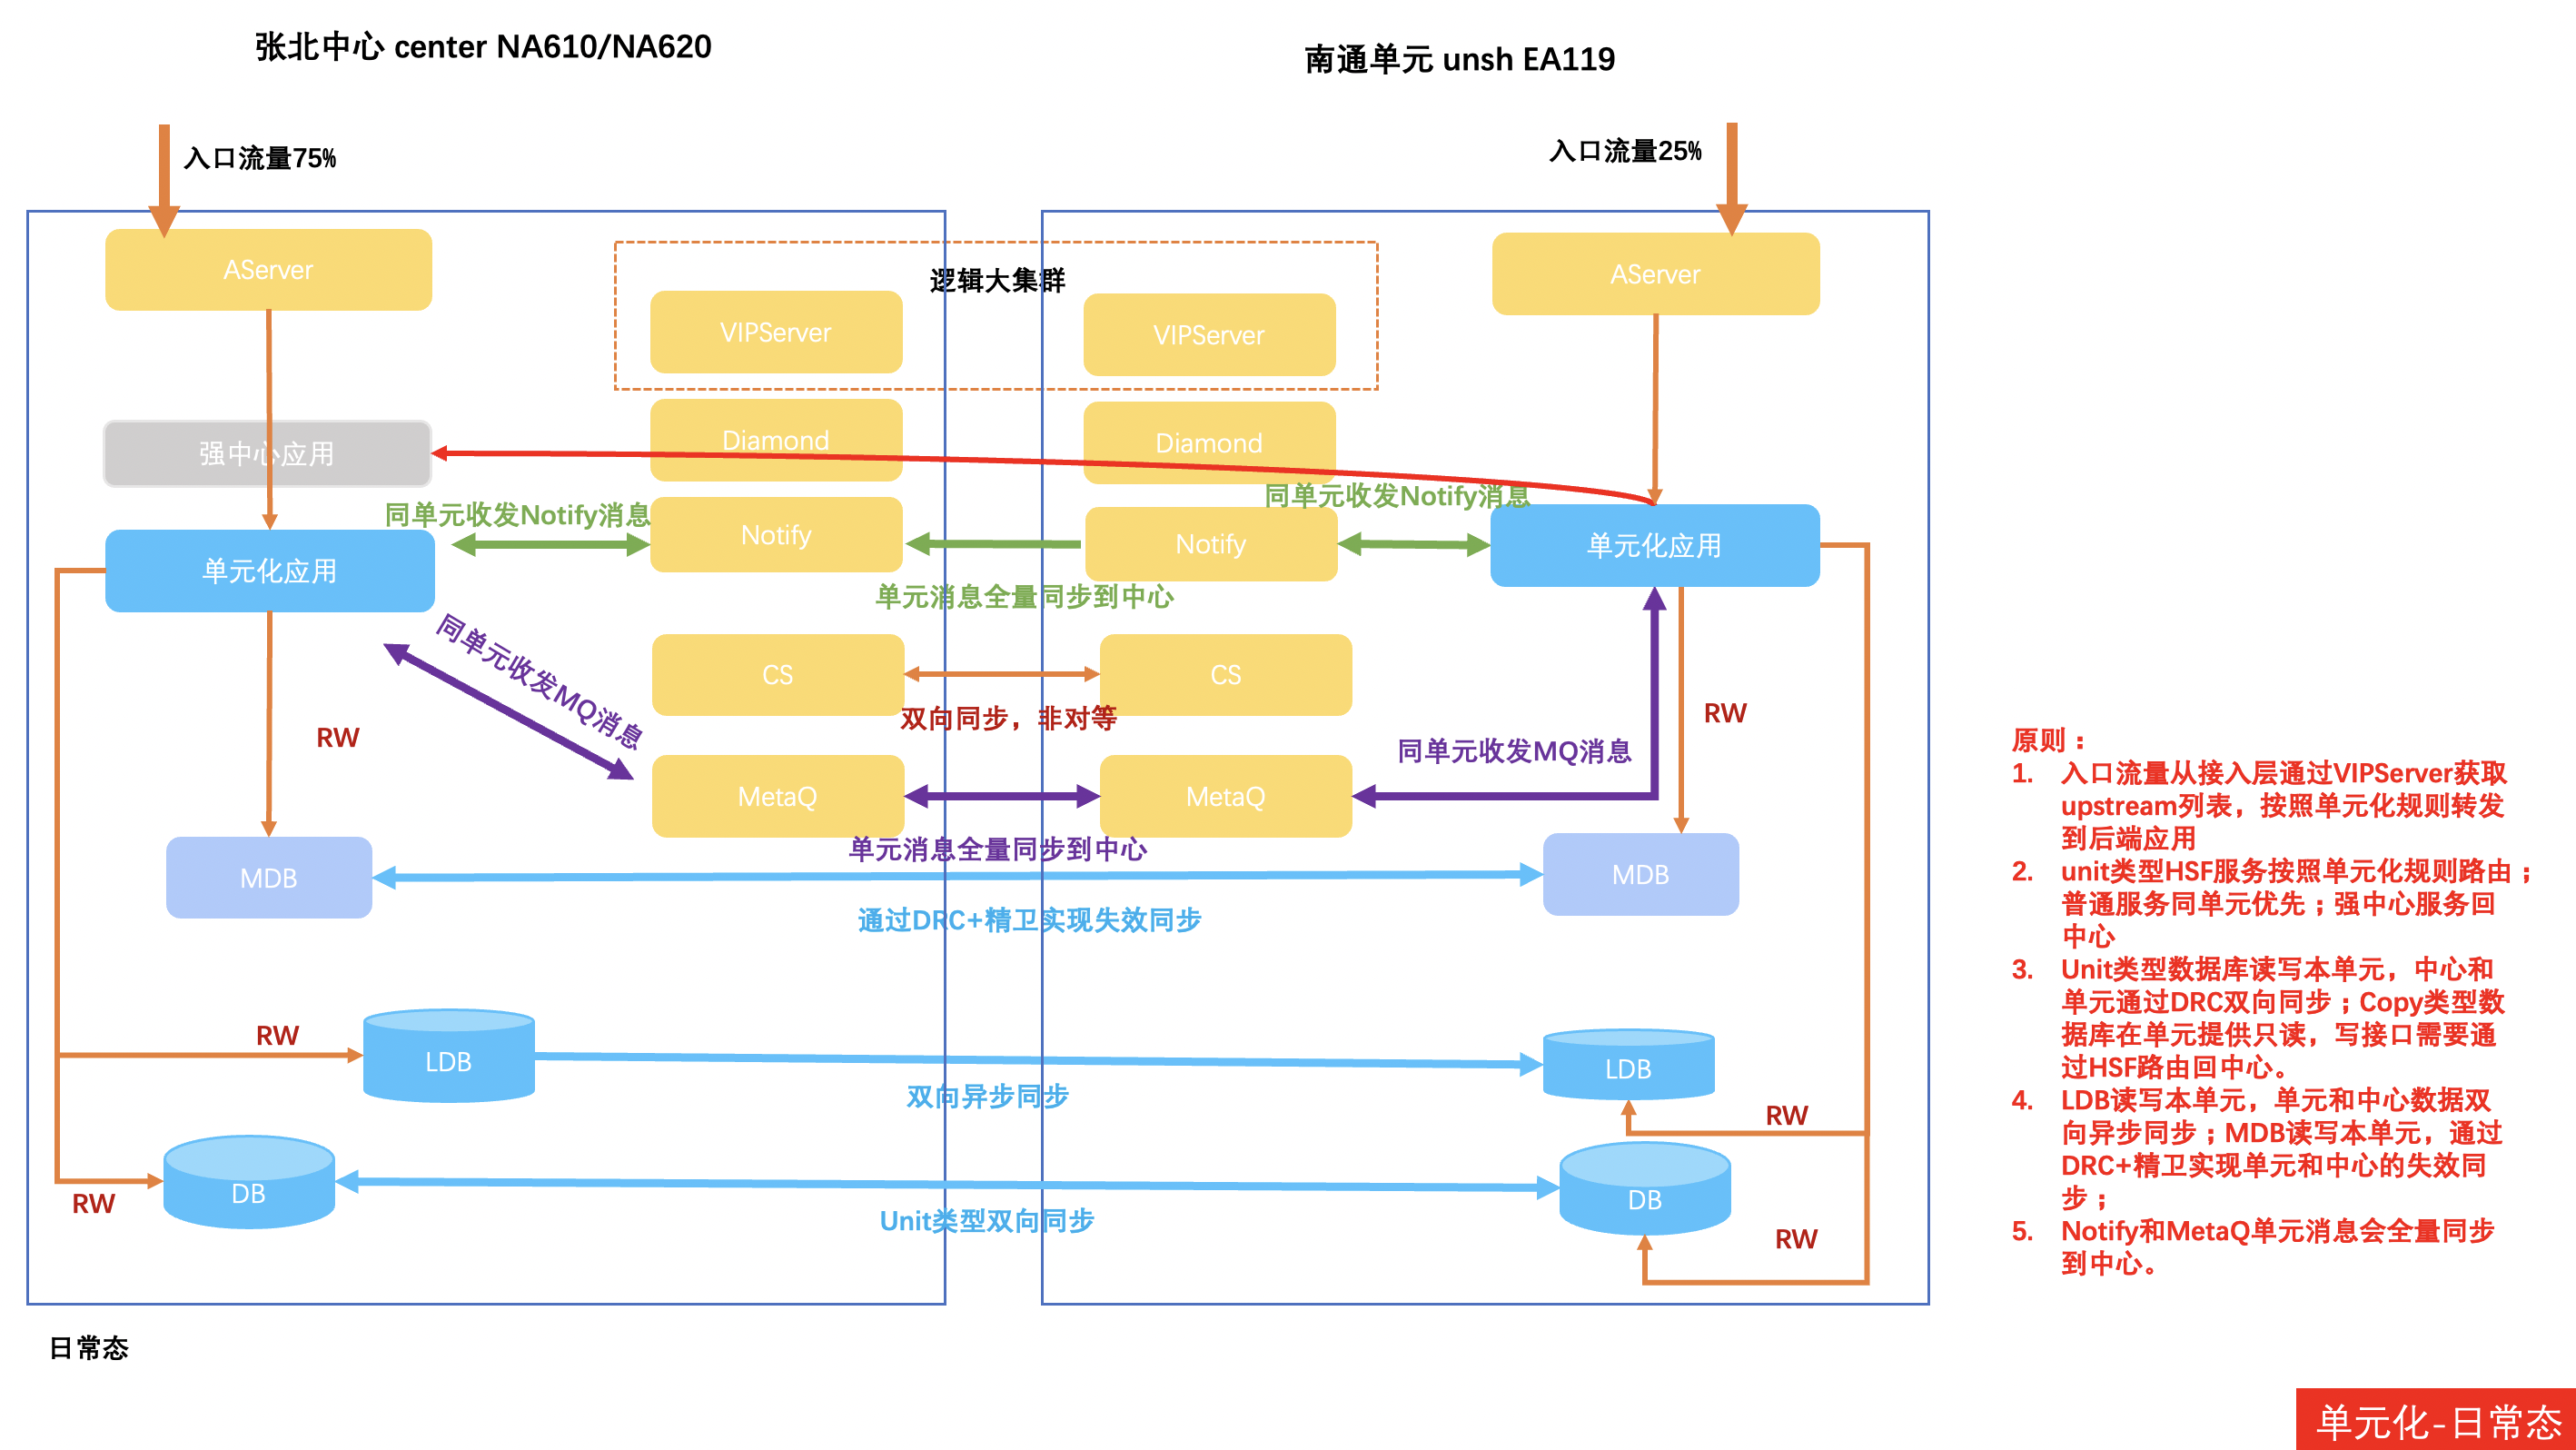 张北中心 center NA610/NA620
南通单元 unsh EA119
入口流量75%
入口流量25%
AServer
AServer
逻辑大集群
VIPServer
VIPServer
Diamond
Diamond
强中心应用
同单元收发Notify消息
同单元收发Notify消息
Notify
Notify
单元化应用
单元化应用
单元消息全量同步到中心
同单元收发MQ消息
CS
CS
双向同步，非对等
RW
RW
同单元收发MQ消息
MetaQ
MetaQ
单元消息全量同步到中心
MDB
MDB
通过DRC+精卫实现失效同步
RW
LDB
LDB
双向异步同步
RW
DB
DB
RW
Unit类型双向同步
RW
原则：
1. 入口流量从接入层通过VIPServer获取
upstream列表，按照单元化规则转发
到后端应用
2. unit类型HSF服务按照单元化规则路由；
普通服务同单元优先；强中心服务回
中心
3. Unit类型数据库读写本单元，中心和
单元通过DRC双向同步；Copy类型数
据库在单元提供只读，写接口需要通
过HSF路由回中心。
4. LDB读写本单元，单元和中心数据双
向异步同步；MDB读写本单元，通过
DRC+精卫实现单元和中心的失效同
步；
5. Notify和MetaQ单元消息会全量同步
到中心。
日常态
单元化-日常态